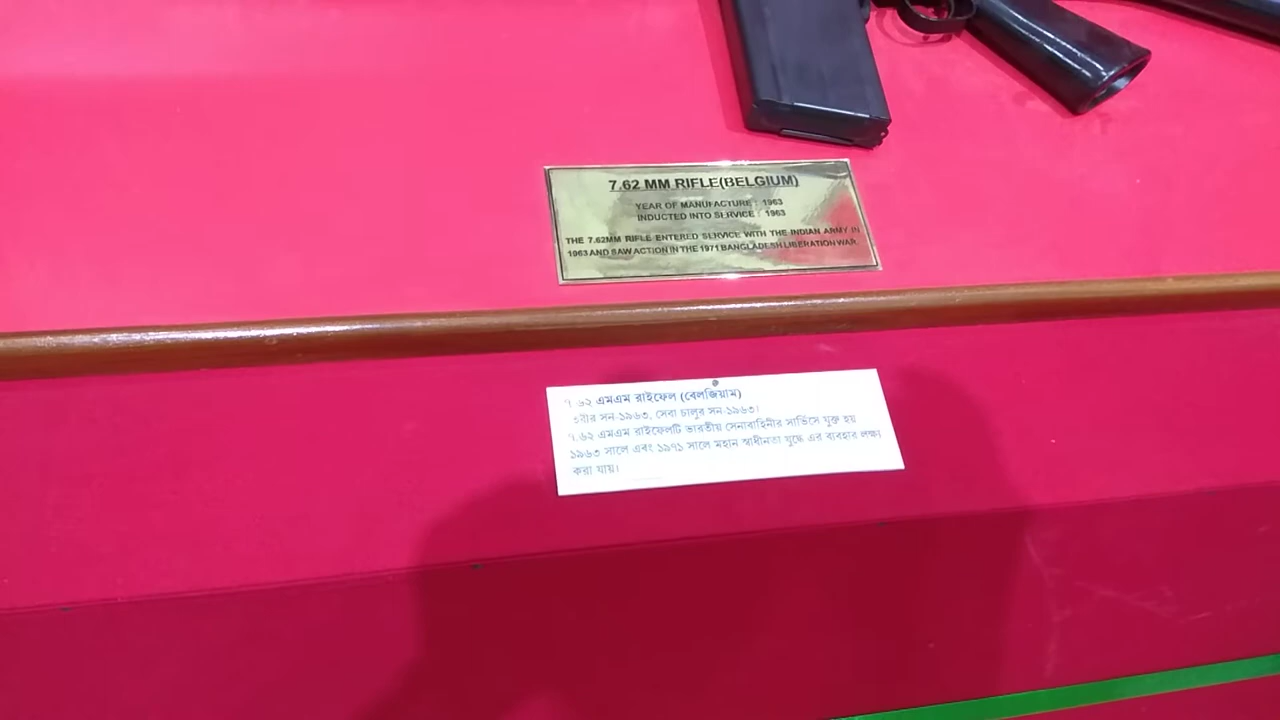 7.62 MM RIFLE(BELGIUM)
YEAR OF MANUFACTURE : 1963
INDUCTED INTO SERVICE : 1963
THE 7.62MM RIFLE ENTERED SERVICE WITH THE INDIAN ARMY IN
1963 AND SAW ACTION IN THE 1971 BANGLADESH LIBERATION WAR.
৭.৬২ এমএম রাইফেল (বেলজিয়াম)
সন-১৯৬৩, সেবা চালুর সন-১৯৬৩।
৭.৬২ এমএম রাইফেলটি ভারতীয় সেনাবাহিনীর সার্ভিসে যুক্ত হয়
১৯৬৩ সালে এবং ১৯৭১ সালে মহান স্বাধীনতা যুদ্ধে এর ব্যবহার লক্ষ্য
করা যায়।